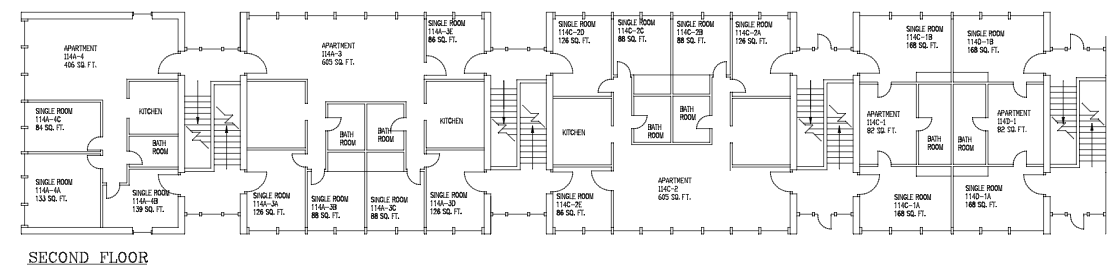 APARTMENT
114A-4
406 SQ. FT.
SINGLE ROOM
114A-4C
84 SQ. FT.
KITCHEN
BATH
ROOM
SINGLE ROOM
114A-4A
133 SQ. FT.
SINGLE ROOM
114A-4B
139 SQ. FT.
APARTMENT
114A-3
605 SQ. FT.
SINGLE ROOM
114A-3E
86 SQ. FT.
BATH
ROOM
BATH
ROOM
KITCHEN
SINGLE ROOM
114A-3A
126 SQ. FT.
SINGLE ROOM
114A-3B
88 SQ. FT.
SINGLE ROOM
114A-3C
88 SQ. FT.
SINGLE ROOM
114A-3D
126 SQ. FT.
SINGLE ROOM
114C-2D
126 SQ. FT.
SINGLE ROOM
114C-2C
88 SQ. FT.
SINGLE ROOM
114C-2B
88 SQ. FT.
SINGLE ROOM
114C-2A
126 SQ. FT.
KITCHEN
BATH
ROOM
BATH
ROOM
SINGLE ROOM
114C-2E
86 SQ. FT.
APARTMENT
114C-2
605 SQ. FT.
SINGLE ROOM
114C-1B
168 SQ. FT.
SINGLE ROOM
114D-1B
168 SQ. FT.
APARTMENT
114C-1
82 SQ. FT.
BATH
ROOM
BATH
ROOM
APARTMENT
114D-1
82 SQ. FT.
SINGLE ROOM
114C-1A
168 SQ. FT.
SINGLE ROOM
114D-1A
168 SQ. FT.
SECOND FLOOR